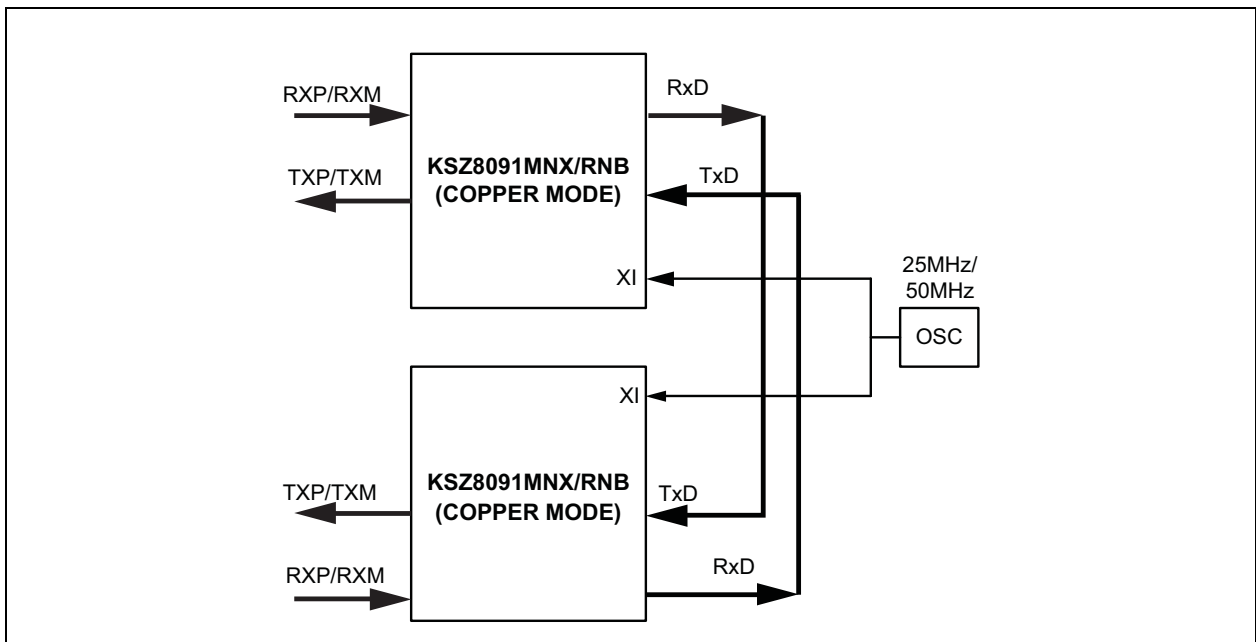 RXP/RXM
RxD
KSZ8091MNX/RNB
(COPPER MODE)
TXP/TXM
TxD
XI
25MHz/
50MHz
OSC
XI
KSZ8091MNX/RNB
(COPPER MODE)
TXP/TXM
TxD
RXP/RXM
RxD